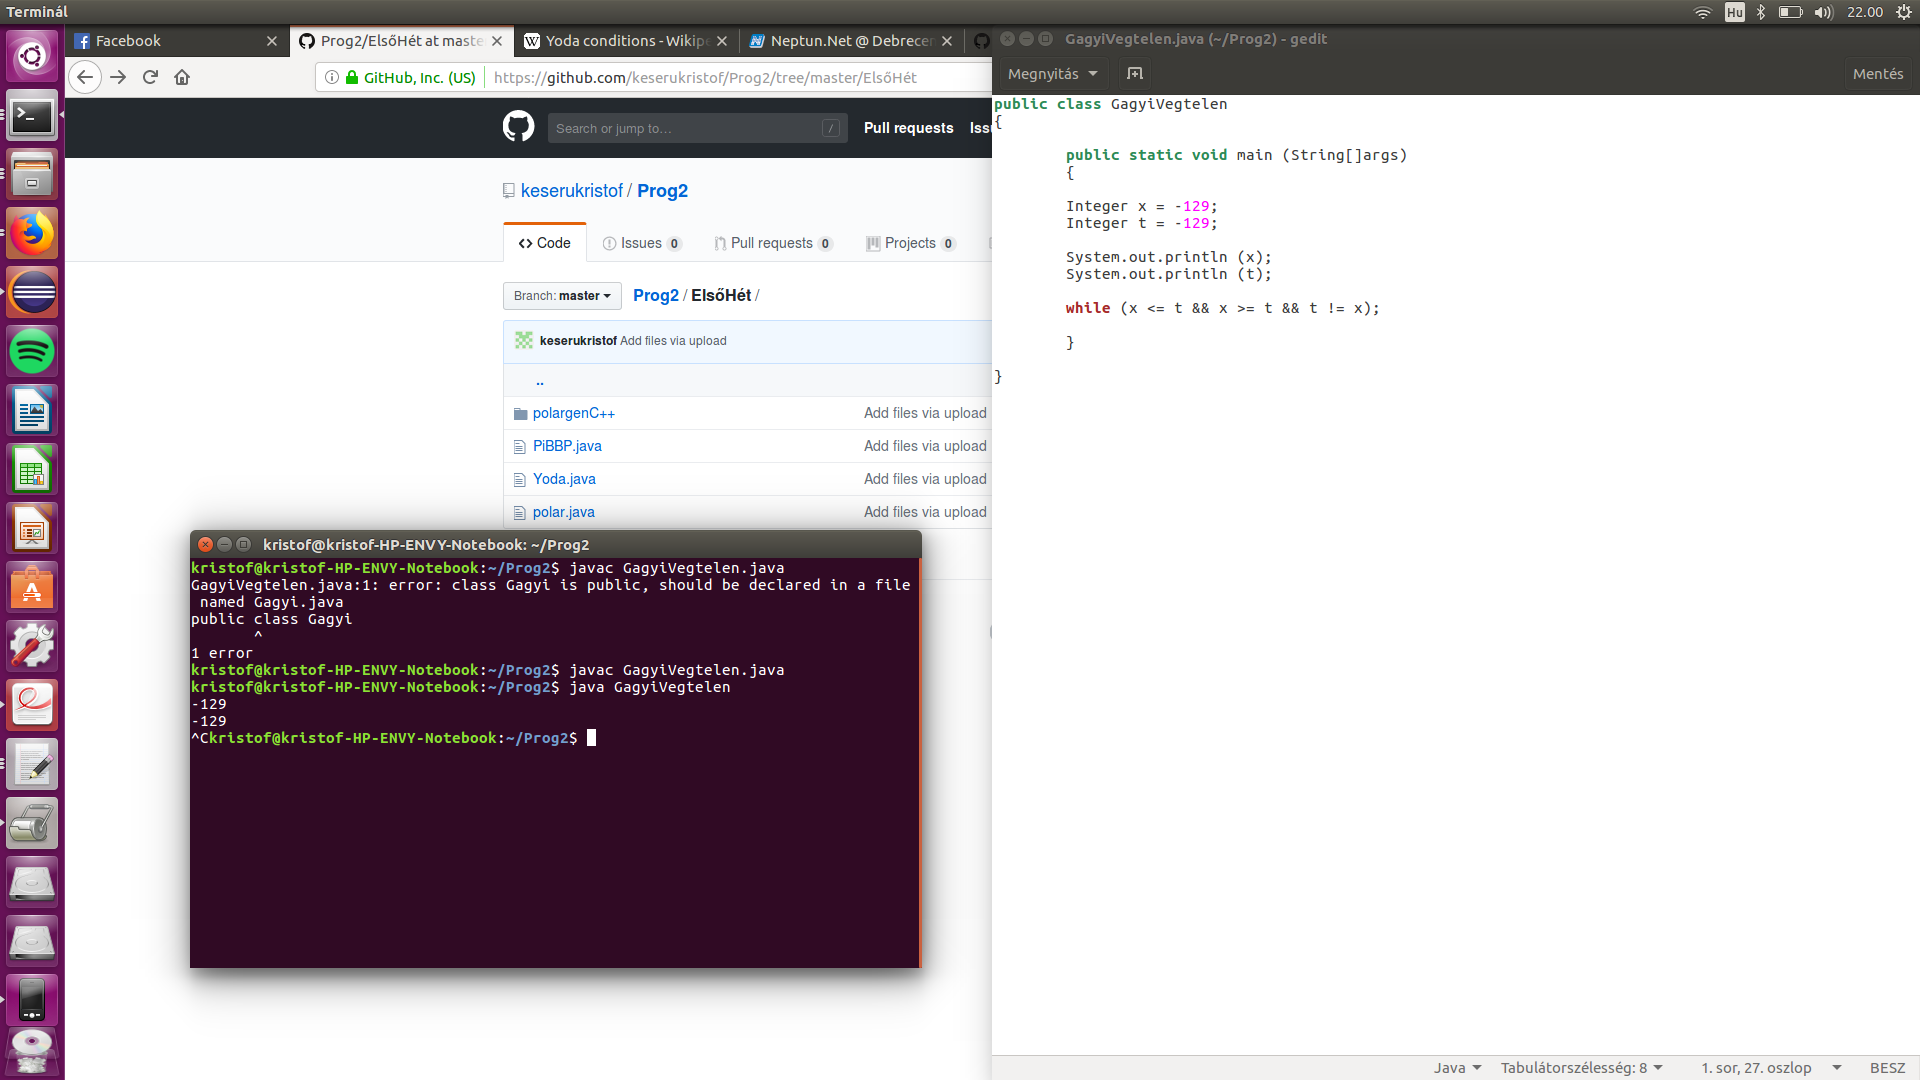 Terminál
Hu
22.00
Facebook
Prog2/ElsőHét at maste
Yoda conditions - Wikip
Neptun.Net @ Debrecen
GitHub, Inc. (US)
https://github.com/keserukristof/Prog2/tree/master/ElsőHét
Search or jump to…
/
Pull requests
Issu
keserukristof / Prog2
Code
Issues 0
Pull requests 0
Projects 0
Branch: master
Prog2 / ElsőHét /
keserukristof Add files via upload
..
polargenC++
Add files via upload
PiBBP.java
Add files via upload
Yoda.java
Add files via upload
polar.java
Add files via upload
kristof@kristof-HP-ENVY-Notebook: ~/Prog2
kristof@kristof-HP-ENVY-Notebook:~/Prog2$ javac GagyiVegtelen.java
GagyiVegtelen.java:1: error: class Gagyi is public, should be declared in a file
 named Gagyi.java
public class Gagyi
       ^
1 error
kristof@kristof-HP-ENVY-Notebook:~/Prog2$ javac GagyiVegtelen.java
kristof@kristof-HP-ENVY-Notebook:~/Prog2$ java GagyiVegtelen
-129
-129
^Ckristof@kristof-HP-ENVY-Notebook:~/Prog2$
GagyiVegtelen.java (~/Prog2) - gedit
Megnyitás
Mentés
public class GagyiVegtelen
{
public static void main (String[]args)
{
Integer x = -129;
Integer t = -129;
System.out.println (x);
System.out.println (t);
while (x <= t && x >= t && t != x);
}
}
Java
Tabulátorszélesség: 8
1. sor, 27. oszlop
BESZ